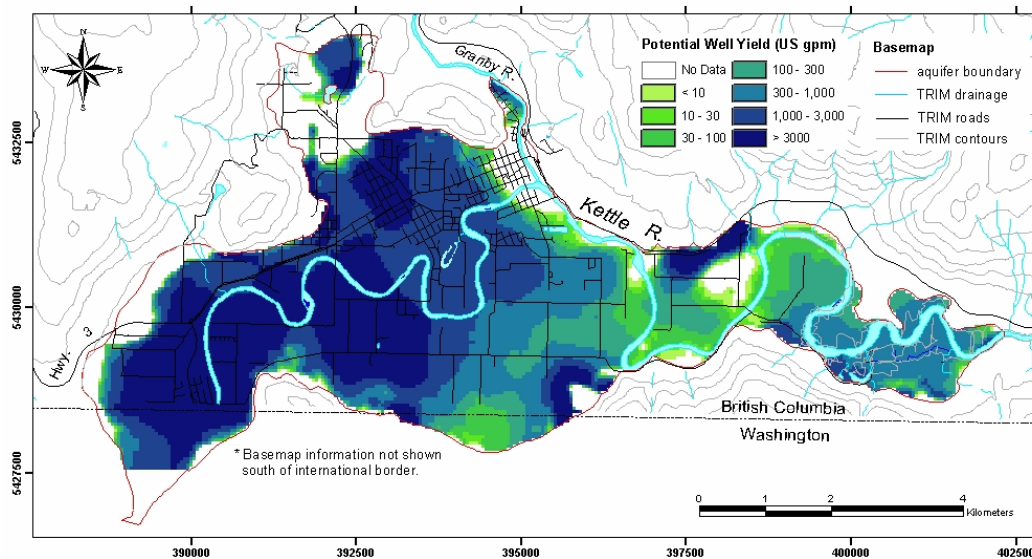 N
W E
S
Granby R.
Potential Well Yield (US gpm)
No Data
< 10
10 - 30
30 - 100
100 - 300
300 - 1,000
1,000 - 3,000
> 3000
Basemap
aquifer boundary
TRIM drainage
TRIM roads
TRIM contours
Kettle R.
Hwy. 3
British Columbia
Washington
* Basemap information not shown
south of international border.
0 1 2 4
Kilometers
5432500
5430000
5427500
390000 392500 395000 397500 400000 402500